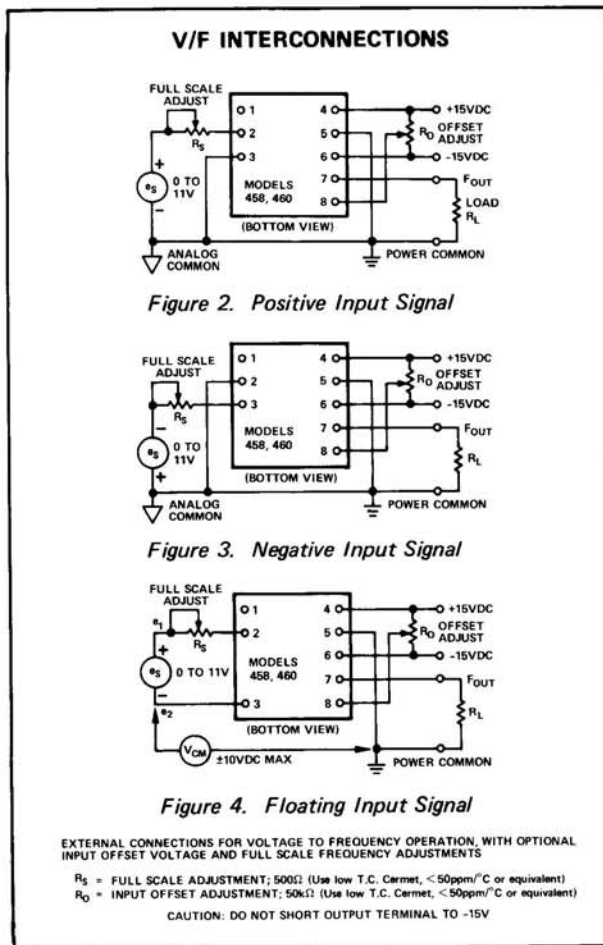 V/F INTERCONNECTIONS
FULL SCALE
ADJUST
RS
+
eS
0 TO
11V
−
1
2
3
MODELS
458, 460
4
5
6
7
8
(BOTTOM VIEW)
+15VDC
RO OFFSET
ADJUST
-15VDC
FOUT
LOAD
RL
ANALOG
COMMON
POWER COMMON
Figure 2. Positive Input Signal
FULL SCALE
ADJUST
RS
−
eS
0 TO
11V
+
1
2
3
MODELS
458, 460
4
5
6
7
8
(BOTTOM VIEW)
+15VDC
RO OFFSET
ADJUST
-15VDC
FOUT
RL
ANALOG
COMMON
POWER COMMON
Figure 3. Negative Input Signal
FULL SCALE
ADJUST
e1
RS
+
eS 0 TO 11V
−
e2
1
2
3
MODELS
458, 460
4
5
6
7
8
(BOTTOM VIEW)
+15VDC
RO OFFSET
ADJUST
-15VDC
FOUT
RL
VCM ±10VDC MAX
POWER COMMON
Figure 4. Floating Input Signal
EXTERNAL CONNECTIONS FOR VOLTAGE TO FREQUENCY OPERATION, WITH OPTIONAL
INPUT OFFSET VOLTAGE AND FULL SCALE FREQUENCY ADJUSTMENTS
RS = FULL SCALE ADJUSTMENT; 500Ω (Use low T.C. Cermet, <50ppm/°C or equivalent)
RO = INPUT OFFSET ADJUSTMENT; 50kΩ (Use low T.C. Cermet, <50ppm/°C or equivalent)
CAUTION: DO NOT SHORT OUTPUT TERMINAL TO -15V